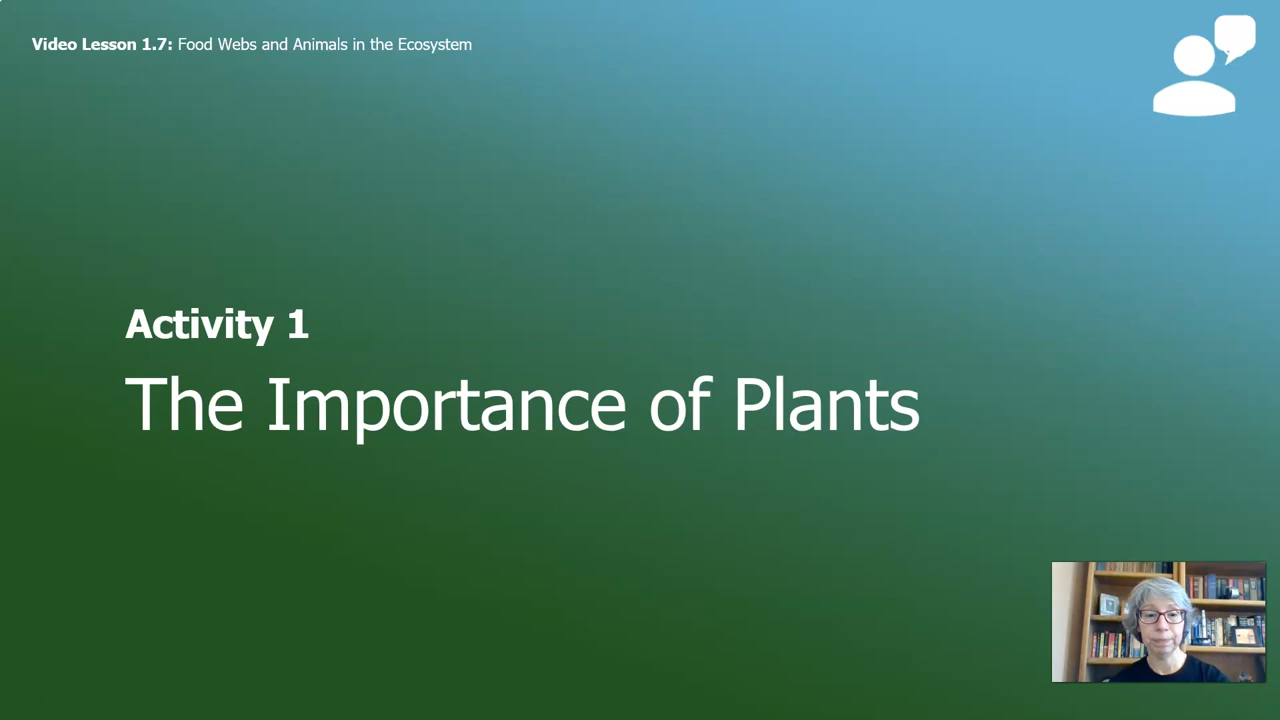 Video Lesson 1.7: Food Webs and Animals in the Ecosystem
Activity 1
The Importance of Plants